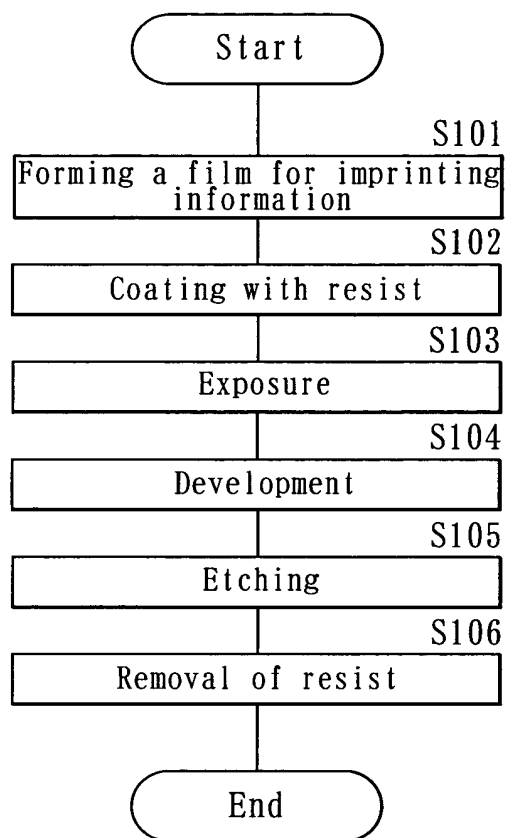 Start
S101
Forming a film for imprinting
information
S102
Coating with resist
S103
Exposure
S104
Development
S105
Etching
S106
Removal of resist
End